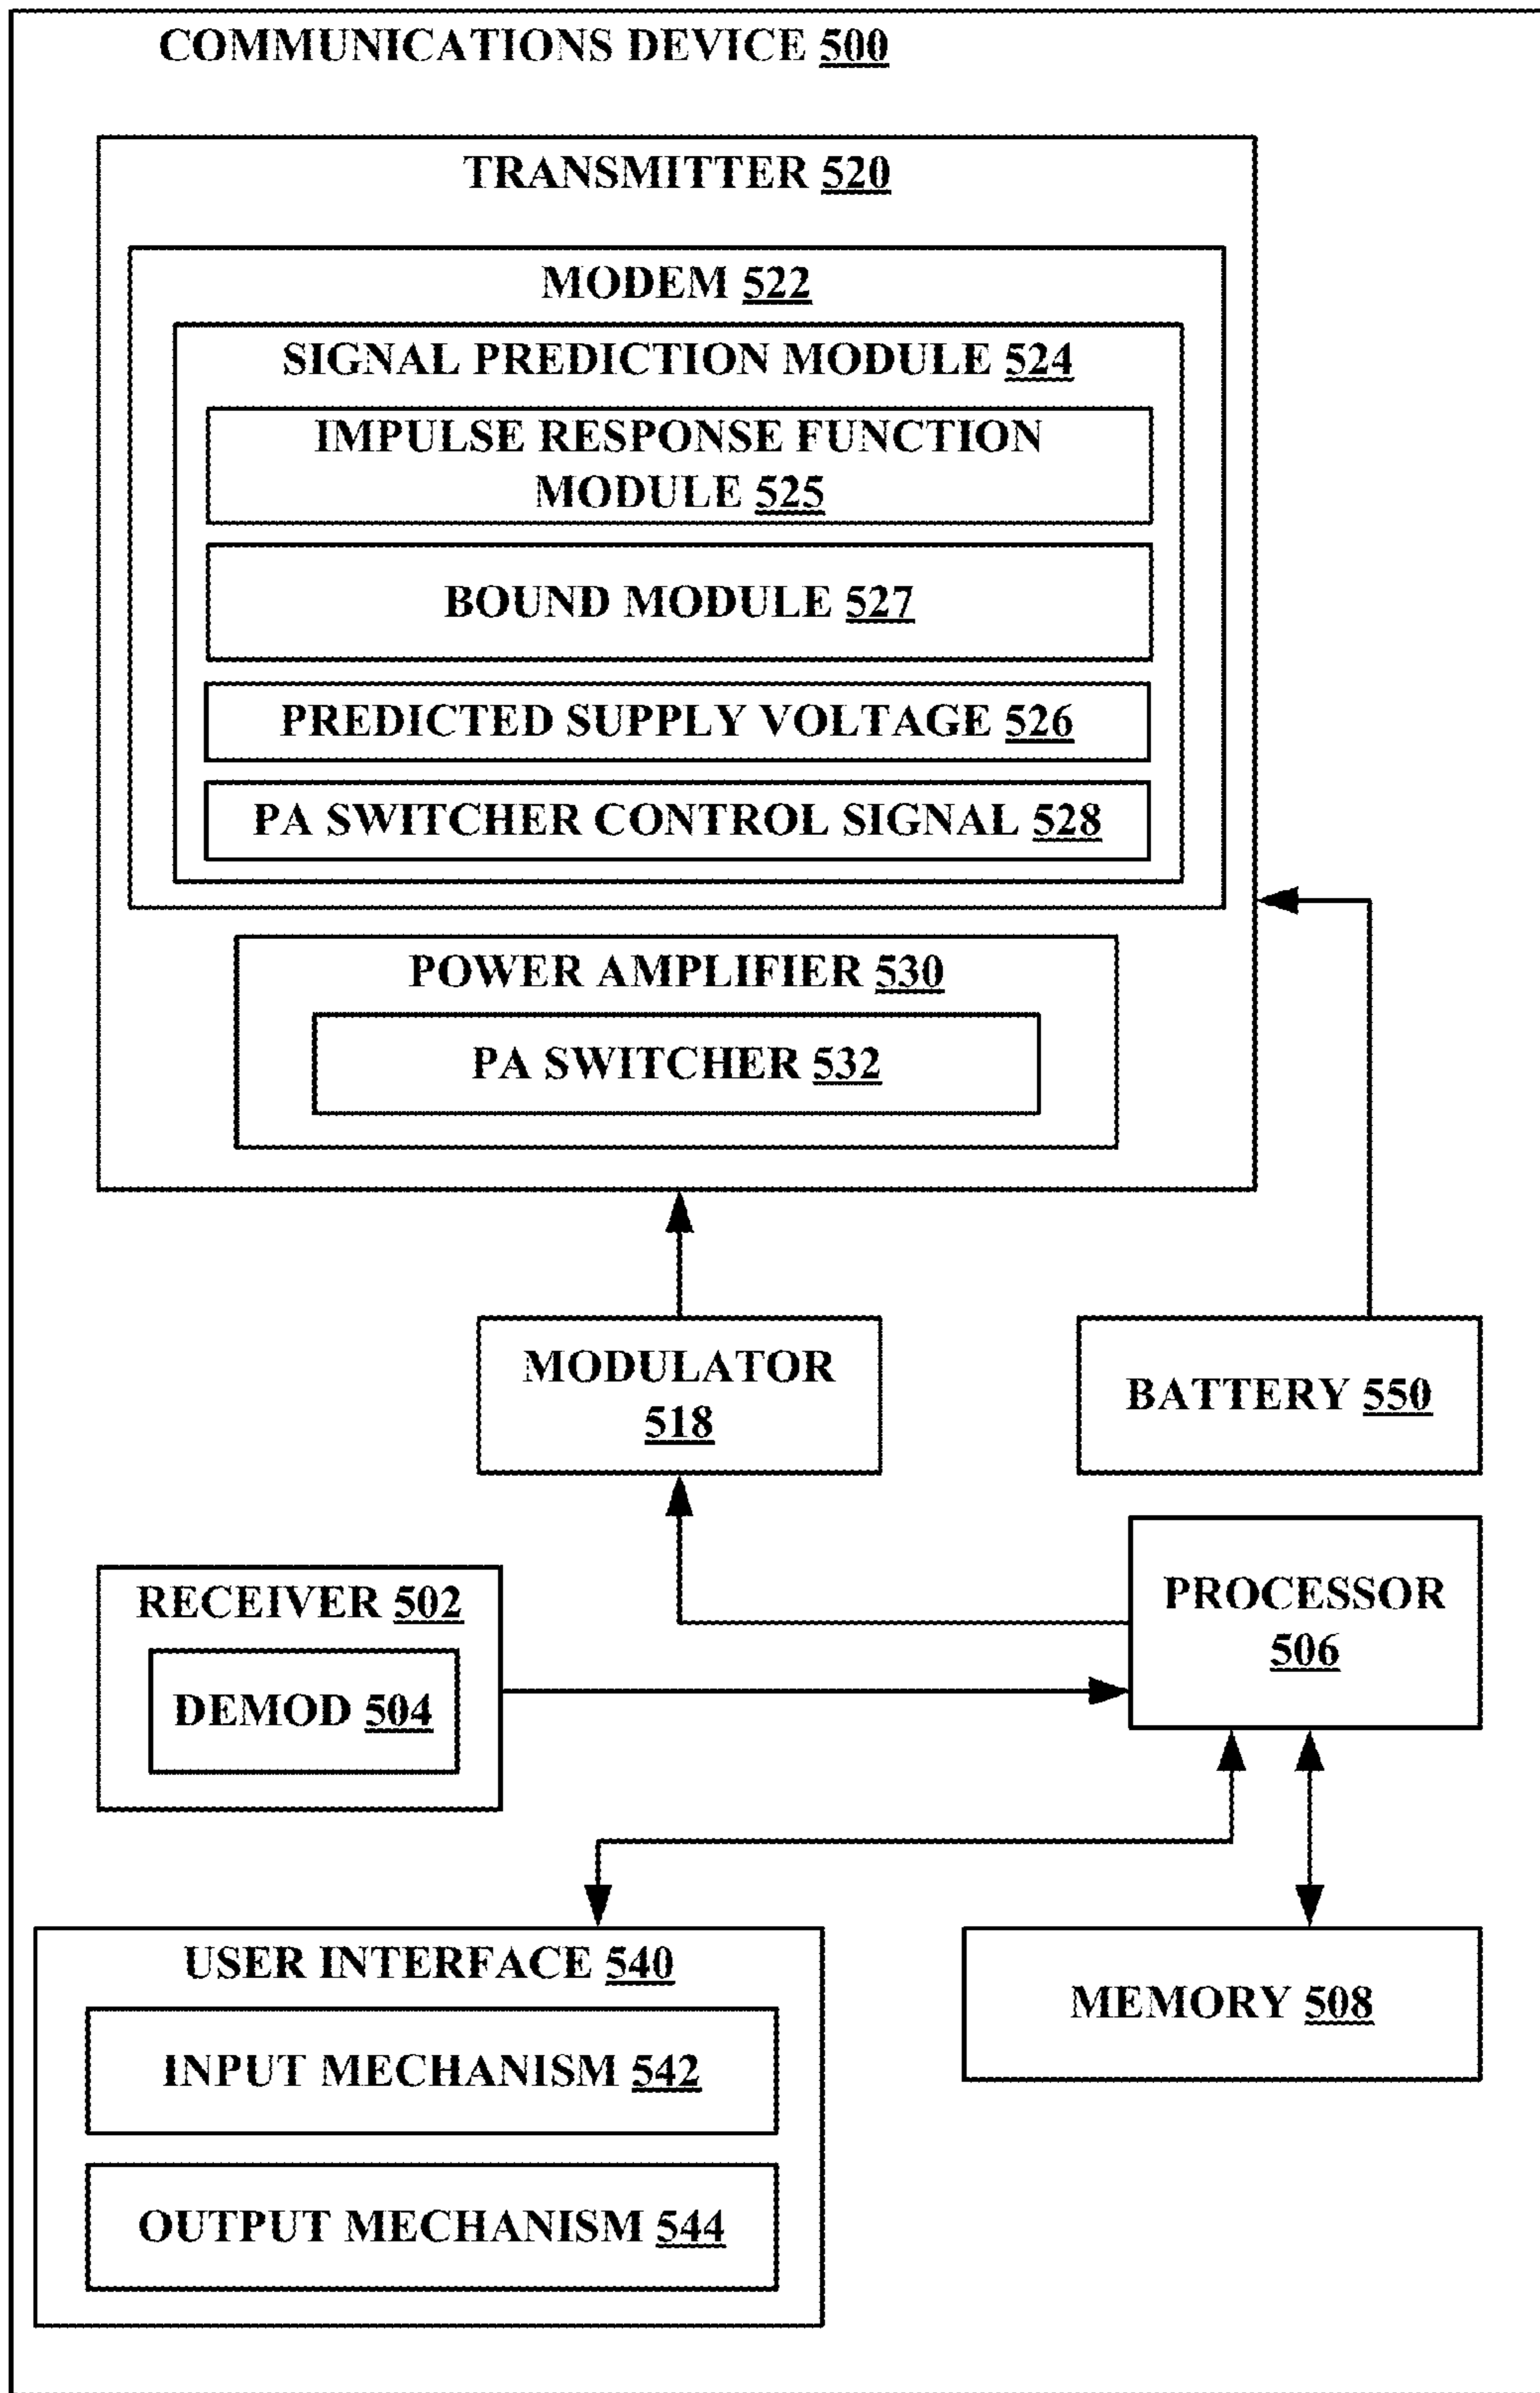 COMMUNICATIONS DEVICE 500
TRANSMITTER 520
MODEM 522
SIGNAL PREDICTION MODULE 524
IMPULSE RESPONSE FUNCTION
MODULE 525
BOUND MODULE 527
PREDICTED SUPPLY VOLTAGE 526
PA SWITCHER CONTROL SIGNAL 528
POWER AMPLIFIER 530
PA SWITCHER 532
MODULATOR
518
BATTERY 550
PROCESSOR
506
RECEIVER 502
DEMOD 504
USER INTERFACE 540
INPUT MECHANISM 542
OUTPUT MECHANISM 544
MEMORY 508